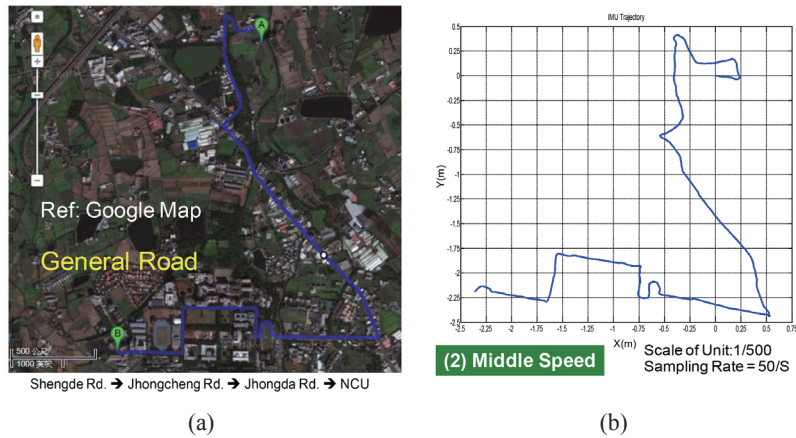 A
Ref: Google Map
General Road
B
500 公尺
1000 英呎
Shengde Rd. ➔ Jhongcheng Rd. ➔ Jhongda Rd. ➔ NCU
(a)
IMU Trajectory
0.5
0.25
0
-0.25
-0.5
-0.75
-1
-1.25
-1.5
-1.75
-2
-2.25
-2.5
Y(m)
-2.5 -2.25 -2 -1.75 -1.5 -1.25 -1 -0.75 -0.5 -0.25 0 0.25 0.5 0.75
X(m)
(2) Middle Speed
Scale of Unit:1/500
Sampling Rate = 50/S
(b)